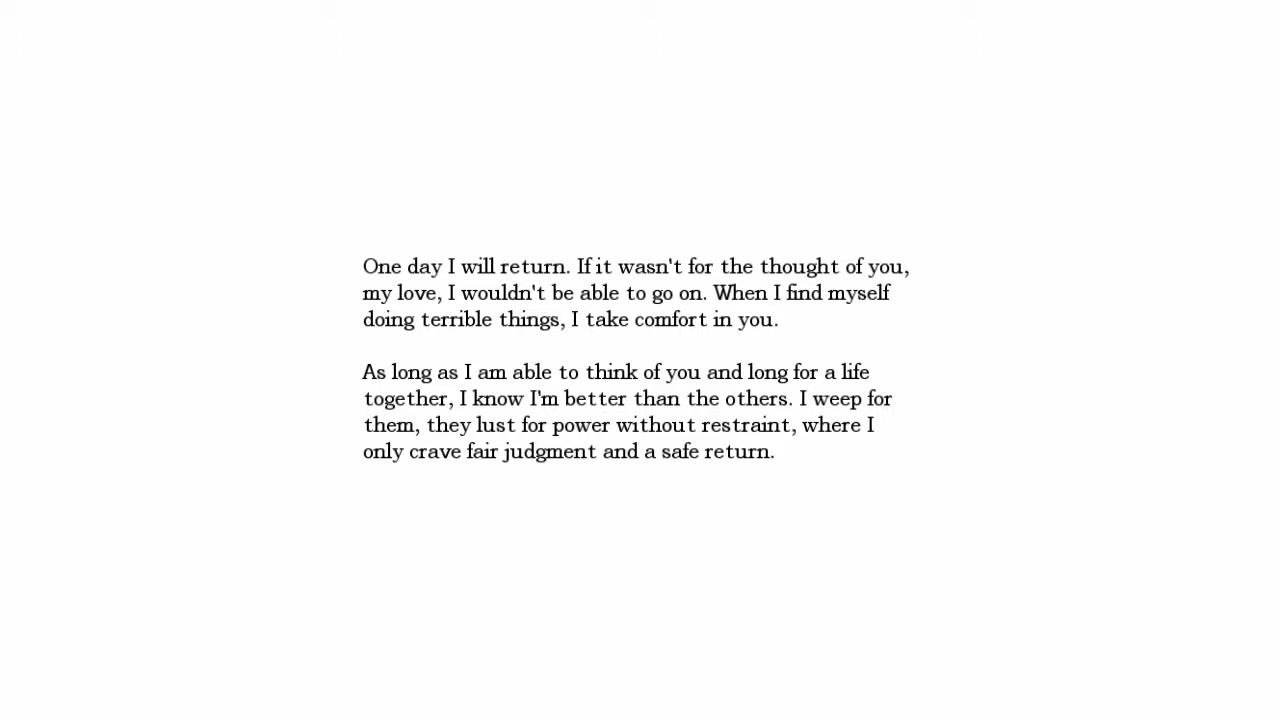 One day I will return. If it wasn't for the thought of you,
my love, I wouldn't be able to go on. When I find myself
doing terrible things, I take comfort in you.
As long as I am able to think of you and long for a life
together, I know I'm better than the others. I weep for
them, they lust for power without restraint, where I
only crave fair judgment and a safe return.